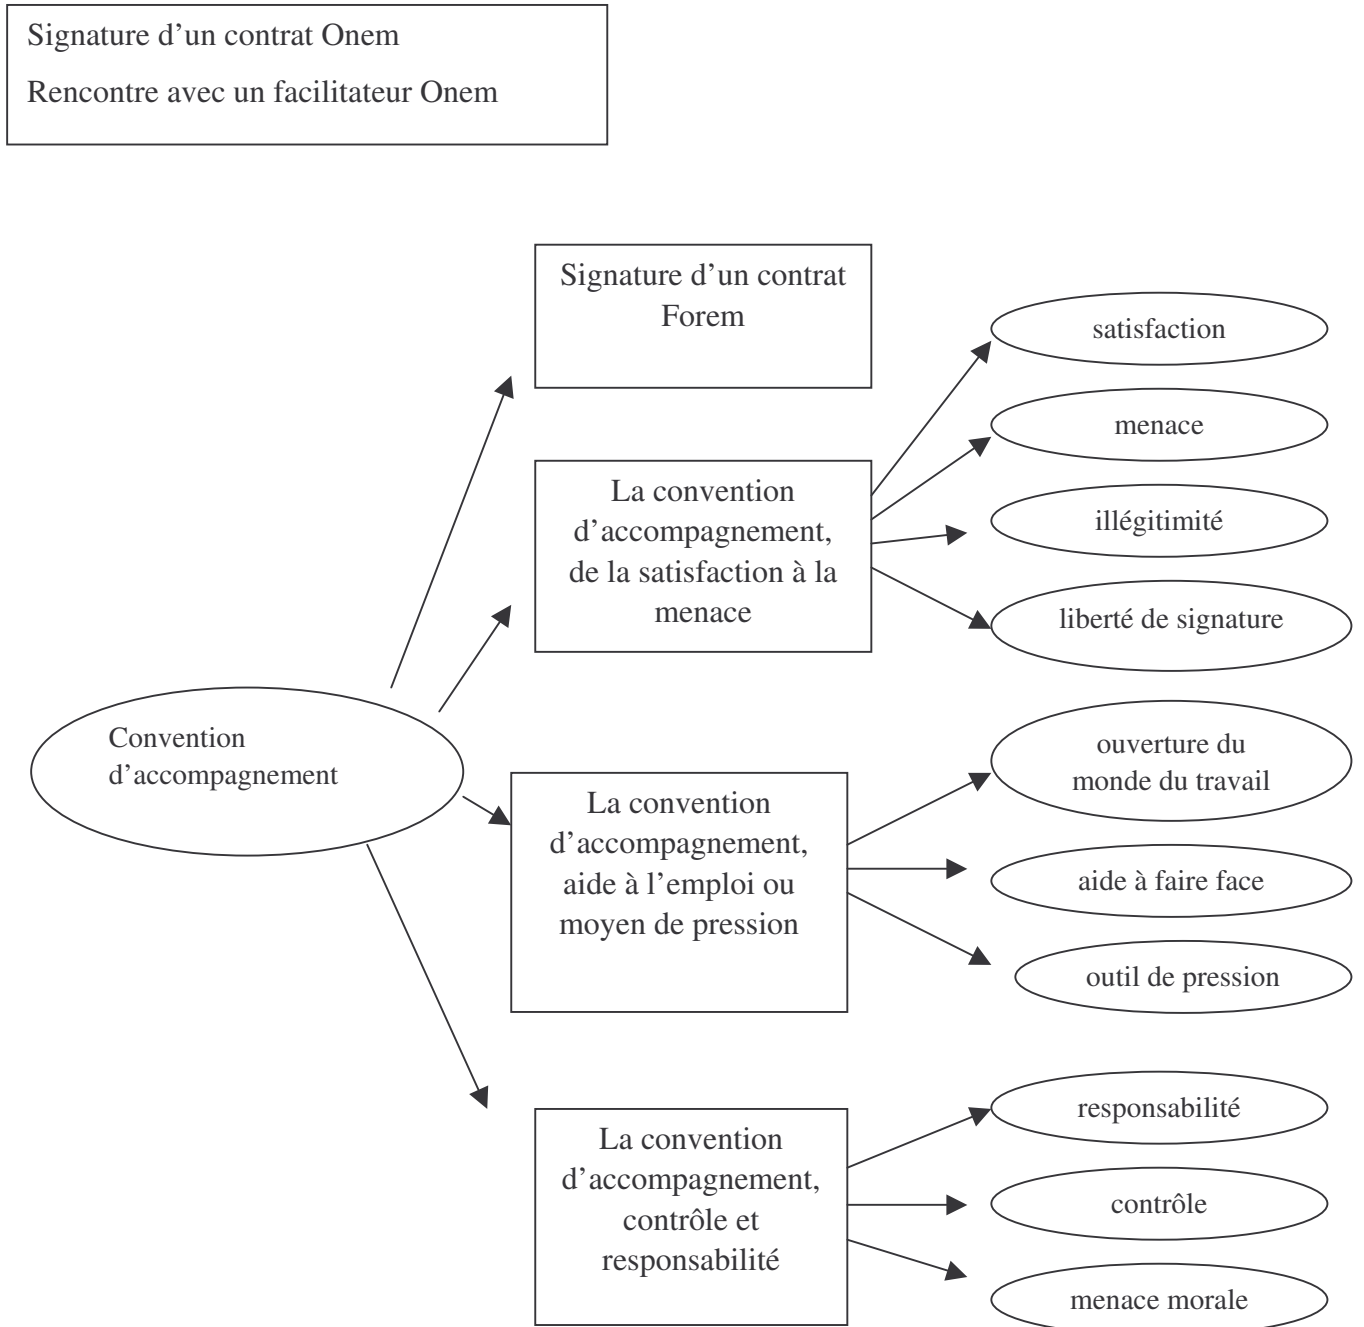 Signature d’un contrat Onem
Rencontre avec un facilitateur Onem
Signature d’un contrat
Forem
satisfaction
menace
La convention
d’accompagnement,
de la satisfaction à la
menace
illégitimité
liberté de signature
Convention
d’accompagnement
ouverture du
monde du travail
La convention
d’accompagnement,
aide à l’emploi ou
moyen de pression
aide à faire face
outil de pression
responsabilité
La convention
d’accompagnement,
contrôle et
responsabilité
contrôle
menace morale